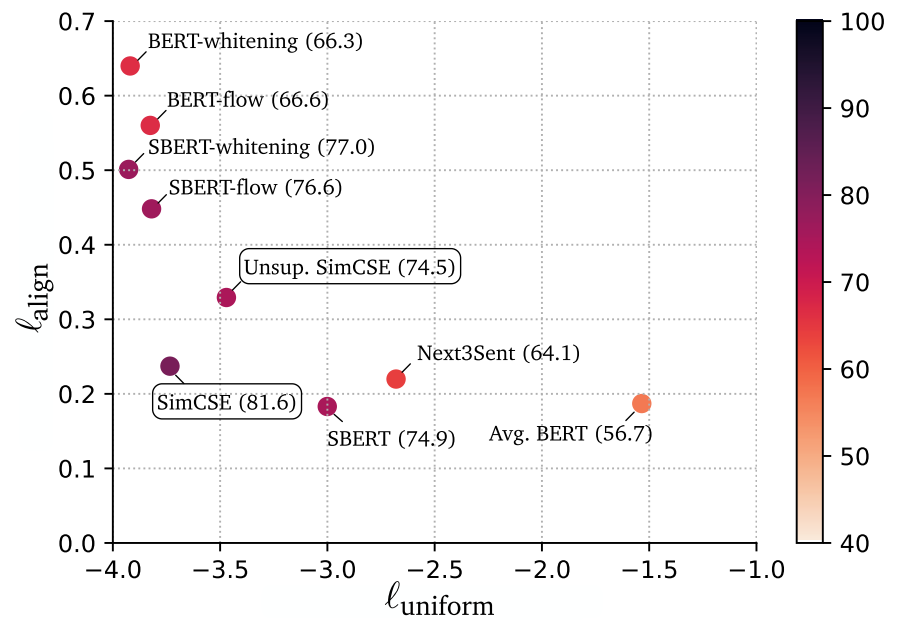 0.7
0.6
0.5
0.4
0.3
0.2
0.1
0.0
ℓalign
BERT-whitening (66.3)
BERT-flow (66.6)
SBERT-whitening (77.0)
SBERT-flow (76.6)
Unsup. SimCSE (74.5)
Next3Sent (64.1)
SimCSE (81.6)
SBERT (74.9)
Avg. BERT (56.7)
−4.0 −3.5 −3.0 −2.5 −2.0 −1.5 −1.0
ℓuniform
100
90
80
70
60
50
40